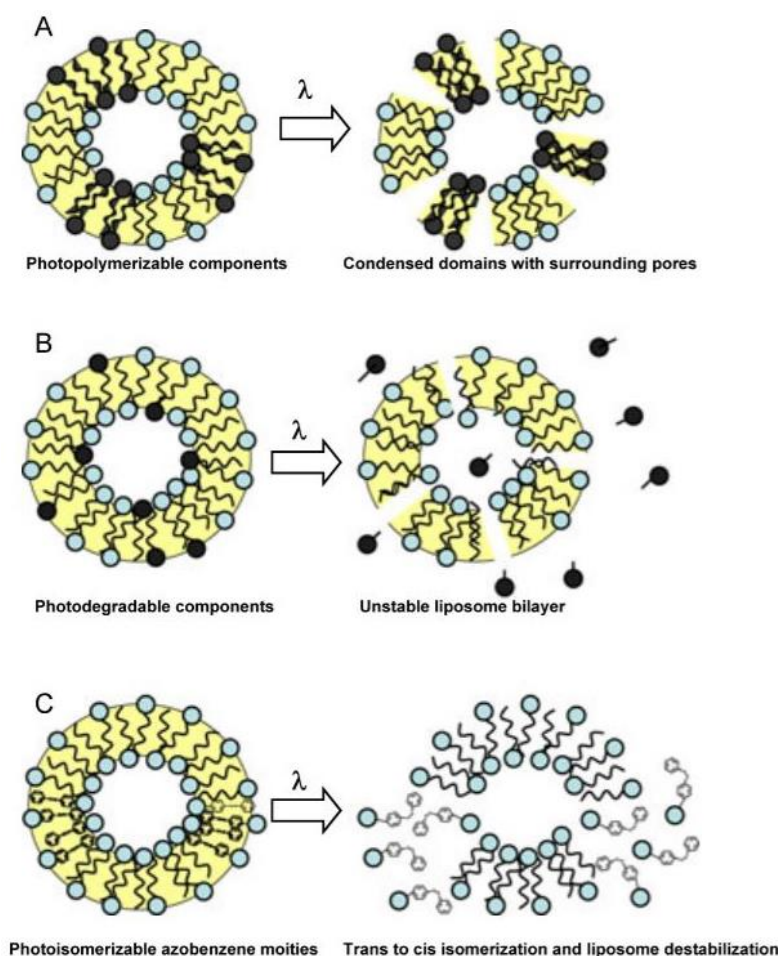 A
λ
Photopolymerizable components
Condensed domains with surrounding pores
B
λ
Photodegradable components
Unstable liposome bilayer
C
λ
Photoisomerizable azobenzene moities
Trans to cis isomerization and liposome destabilization